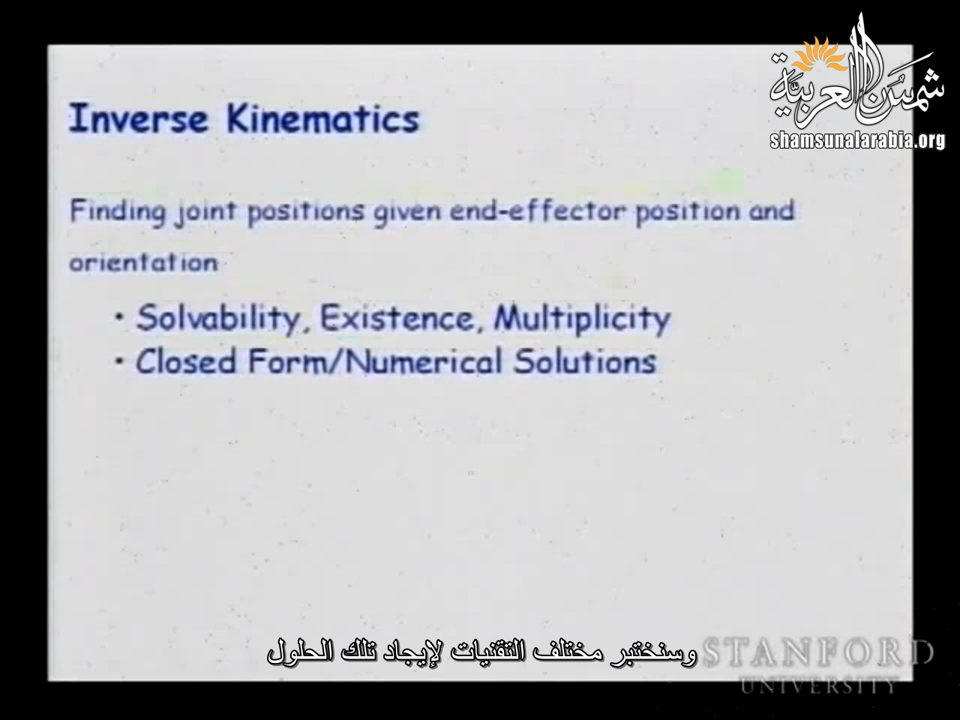 شمسن العربية
shamsunalarabia.org
Inverse Kinematics
Finding joint positions given end-effector position and
orientation
• Solvability, Existence, Multiplicity
• Closed Form/Numerical Solutions
وسنختبر مختلف التقنيات لإيجاد تلك الحلول
STANFORD
UNIVERSITY